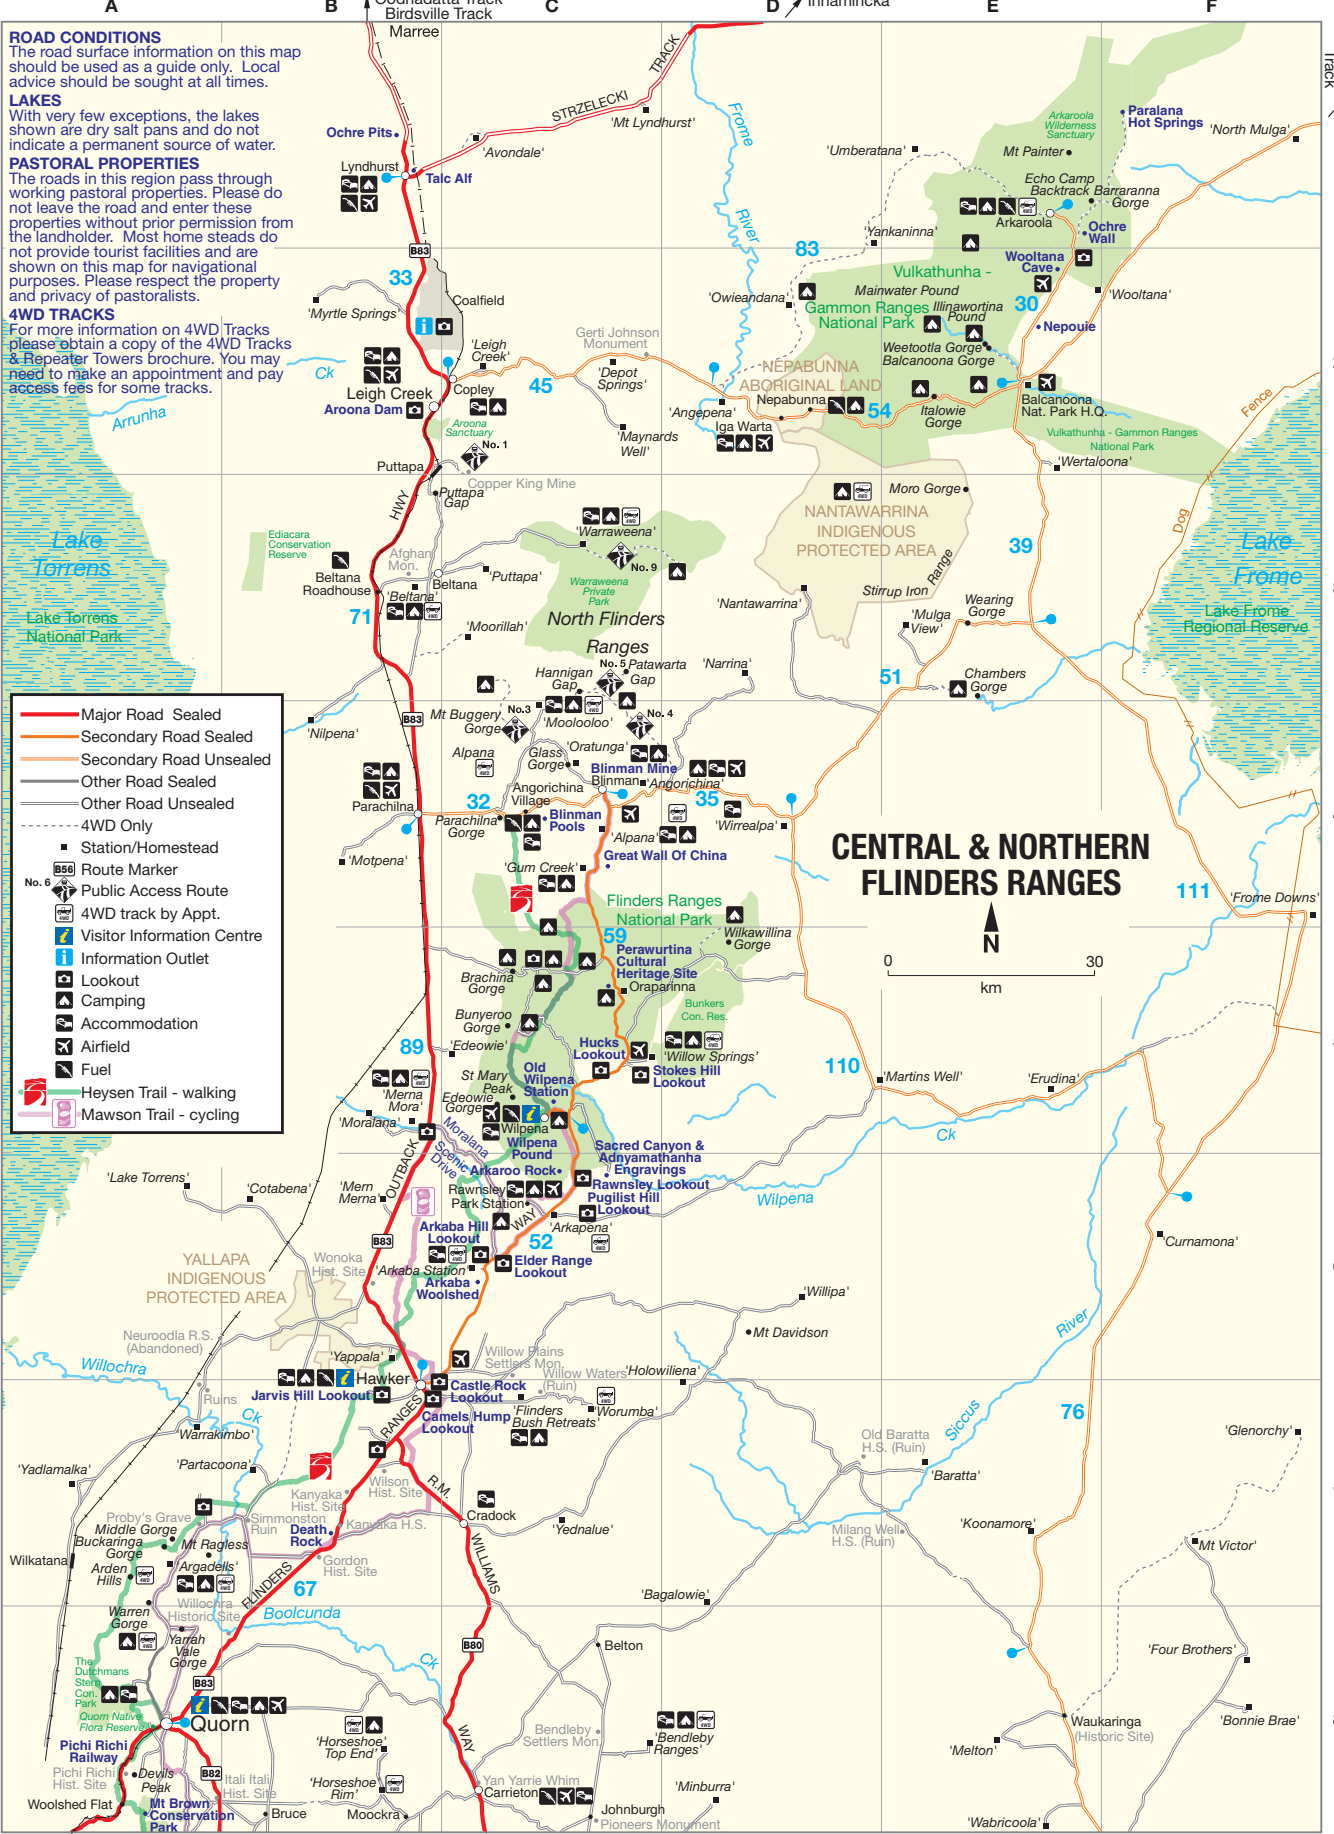 A
B
C
D
E
F
Oodnadatta Track
Birdsville Track
Marree
Innamincka
Track
ROAD CONDITIONS
The road surface information on this map
should be used as a guide only. Local
advice should be sought at all times.
LAKES
With very few exceptions, the lakes
shown are dry salt pans and do not
indicate a permanent source of water.
PASTORAL PROPERTIES
The roads in this region pass through
working pastoral properties. Please do
not leave the road and enter these
properties without prior permission from
the landholder. Most home steads do
not provide tourist facilities and are
shown on this map for navigational
purposes. Please respect the property
and privacy of pastoralists.
4WD TRACKS
For more information on 4WD Tracks
please obtain a copy of the 4WD Tracks
& Repeater Towers brochure. You may
need to make an appointment and pay
access fees for some tracks.
STRZELECKI
TRACK
'Mt Lyndhurst'
'Avondale'
Ochre Pits
Lyndhurst
Talc Alf
B83
33
Coalfield
'Myrtle Springs'
'Leigh
Creek'
Ck
Leigh Creek
Copley
Aroona Dam
Aroona
Sanctuary
No. 1
Arrunha
Puttapa
Copper King Mine
Puttapa
Gap
HWY
Frome
River
'Umberatana'
Arkaroola
Wilderness
Sanctuary
Paralana
Hot Springs
'North Mulga'
Mt Painter
Echo Camp
Backtrack
Barraranna
Gorge
Arkaroola
Ochre
Wall
'Yankaninna'
83
Wooltana
Cave
Vulkathunha -
Gammon Ranges
National Park
Mainwater Pound
'Owieandana'
Illinawortina
Pound
30
'Wooltana'
Nepouie
Weetootla Gorge
Balcanoona Gorge
Gerti Johnson
Monument
'Depot
Springs'
45
NEPABUNNA
ABORIGINAL LAND
Nepabunna
54
'Angepena'
Iga Warta
Italowie
Gorge
Balcanoona
Nat. Park H.Q.
'Maynards
Well'
Vulkathunha - Gammon Ranges
National Park
'Wertaloona'
Fence
Dog
Moro Gorge
NANTAWARRINA
INDIGENOUS
PROTECTED AREA
39
Lake
Torrens
Lake Torrens
National Park
Ediacara
Conservation
Reserve
Beltana
Roadhouse
Afghan
Mon.
Beltana
'Beltana'
'Puttapa'
71
'Moorillah'
'Warraweena'
No. 9
Warraweena
Private
Park
North Flinders
Ranges
'Nantawarrina'
Stirrup Iron
Range
'Mulga
View'
Wearing
Gorge
Lake
Frome
Lake Frome
Regional Reserve
51
Chambers
Gorge
'Narrina'
Hannigan
Gap
No. 5
Patawarta
Gap
'Moolooloo'
No. 4
Mt Buggery
Gorge
No.3
B83
'Nilpena'
Alpana
Glass
Gorge
'Oratunga'
Blinman Mine
Blinman
'Angorichina'
Angorichina
Village
35
32
Parachilna
Parachilna
Gorge
Blinman
Pools
'Alpana'
'Wirrealpa'
'Motpena'
'Gum Creek'
Great Wall Of China
Major Road Sealed
Secondary Road Sealed
Secondary Road Unsealed
Other Road Sealed
Other Road Unsealed
4WD Only
Station/Homestead
B56
Route Marker
No. 6
Public Access Route
4WD track by Appt.
Visitor Information Centre
Information Outlet
Lookout
Camping
Accommodation
Airfield
Fuel
Heysen Trail - walking
Mawson Trail - cycling
CENTRAL & NORTHERN
FLINDERS RANGES
N
0
30
km
111
'Frome Downs'
Flinders Ranges
National Park
59
Wilkawillina
Gorge
Perawurtina
Cultural
Heritage Site
Oraparinna
Brachina
Gorge
Bunkers
Con. Res.
Bunyeroo
Gorge
89
'Edeowie'
Hucks
Lookout
'Willow Springs'
Stokes Hill
Lookout
Old
Wilpena
Station
St Mary
Peak
Edeowie
Gorge
'Merna
Mora'
'Moralana'
Moralana
Scenic
Drive
Wilpena
Wilpena
Pound
Arkaroo Rock
Sacred Canyon &
Adnyamathanha
Engravings
110
'Martins Well'
'Erudina'
Ck
Wilpena
'Lake Torrens'
'Cotabena'
'Mern
Merna'
OUTBACK
Rawnsley
Park Station
Rawnsley Lookout
Pugilist Hill
Lookout
'Arkapena'
WAY
52
Arkaba Hill
Lookout
B83
Elder Range
Lookout
'Arkaba Station'
Arkaba
Woolshed
YALLAPA
INDIGENOUS
PROTECTED AREA
Wonoka
Hist. Site
'Curnamona'
'Willipa'
Mt Davidson
Neuroodla R.S.
(Abandoned)
Willochra
'Yappala'
Hawker
Willow Plains
Settlers Mon.
Willow Waters
(Ruin)
'Holowiliena'
River
Siccus
Jarvis Hill Lookout
Castle Rock
Lookout
Camels Hump
Lookout
RANGES
'Flinders
Bush Retreats'
'Worumba'
76
Ruins
Ck
'Warrakimbo'
'Partacoona'
'Yadlamalka'
Old Baratta
H.S. (Ruin)
'Baratta'
'Glenorchy'
Wilson
Hist. Site
R.M.
Kanyaka
Hist. Site
Kanyaka H.S.
Simmonston
Ruin
Death
Rock
Proby's Grave
Middle Gorge
Buckaringa
Gorge
Mt Ragless
Cradock
'Yednalue'
WILLIAMS
Milang Well
H.S. (Ruin)
'Koonamore'
'Mt Victor'
Wilkatana
Arden
Hills
'Argadells'
Gordon
Hist. Site
FLINDERS
67
Willochra
Historic Site
Boolcunda
Ck
Warren
Gorge
Yarrah
Vale
Gorge
'Bagalowie'
B80
Belton
'Four Brothers'
The
Dutchmans
Stern
Con.
Park
B83
Quorn Native
Flora Reserve
Quorn
'Horseshoe
Top End'
Bendleby
Settlers Mon.
'Bendleby
Ranges'
Waukaringa
(Historic Site)
'Bonnie Brae'
'Melton'
Pichi Richi
Railway
Pichi Richi
Hist. Site
Devils
Peak
B82
Itali Itali
Hist. Site
'Horseshoe
Rim'
WAY
Yan Yarrie Whim
Carrieton
'Minburra'
Woolshed Flat
Mt Brown
Conservation
Park
Bruce
Moockra
Johnburgh
Pioneers Monument
'Wabricoola'